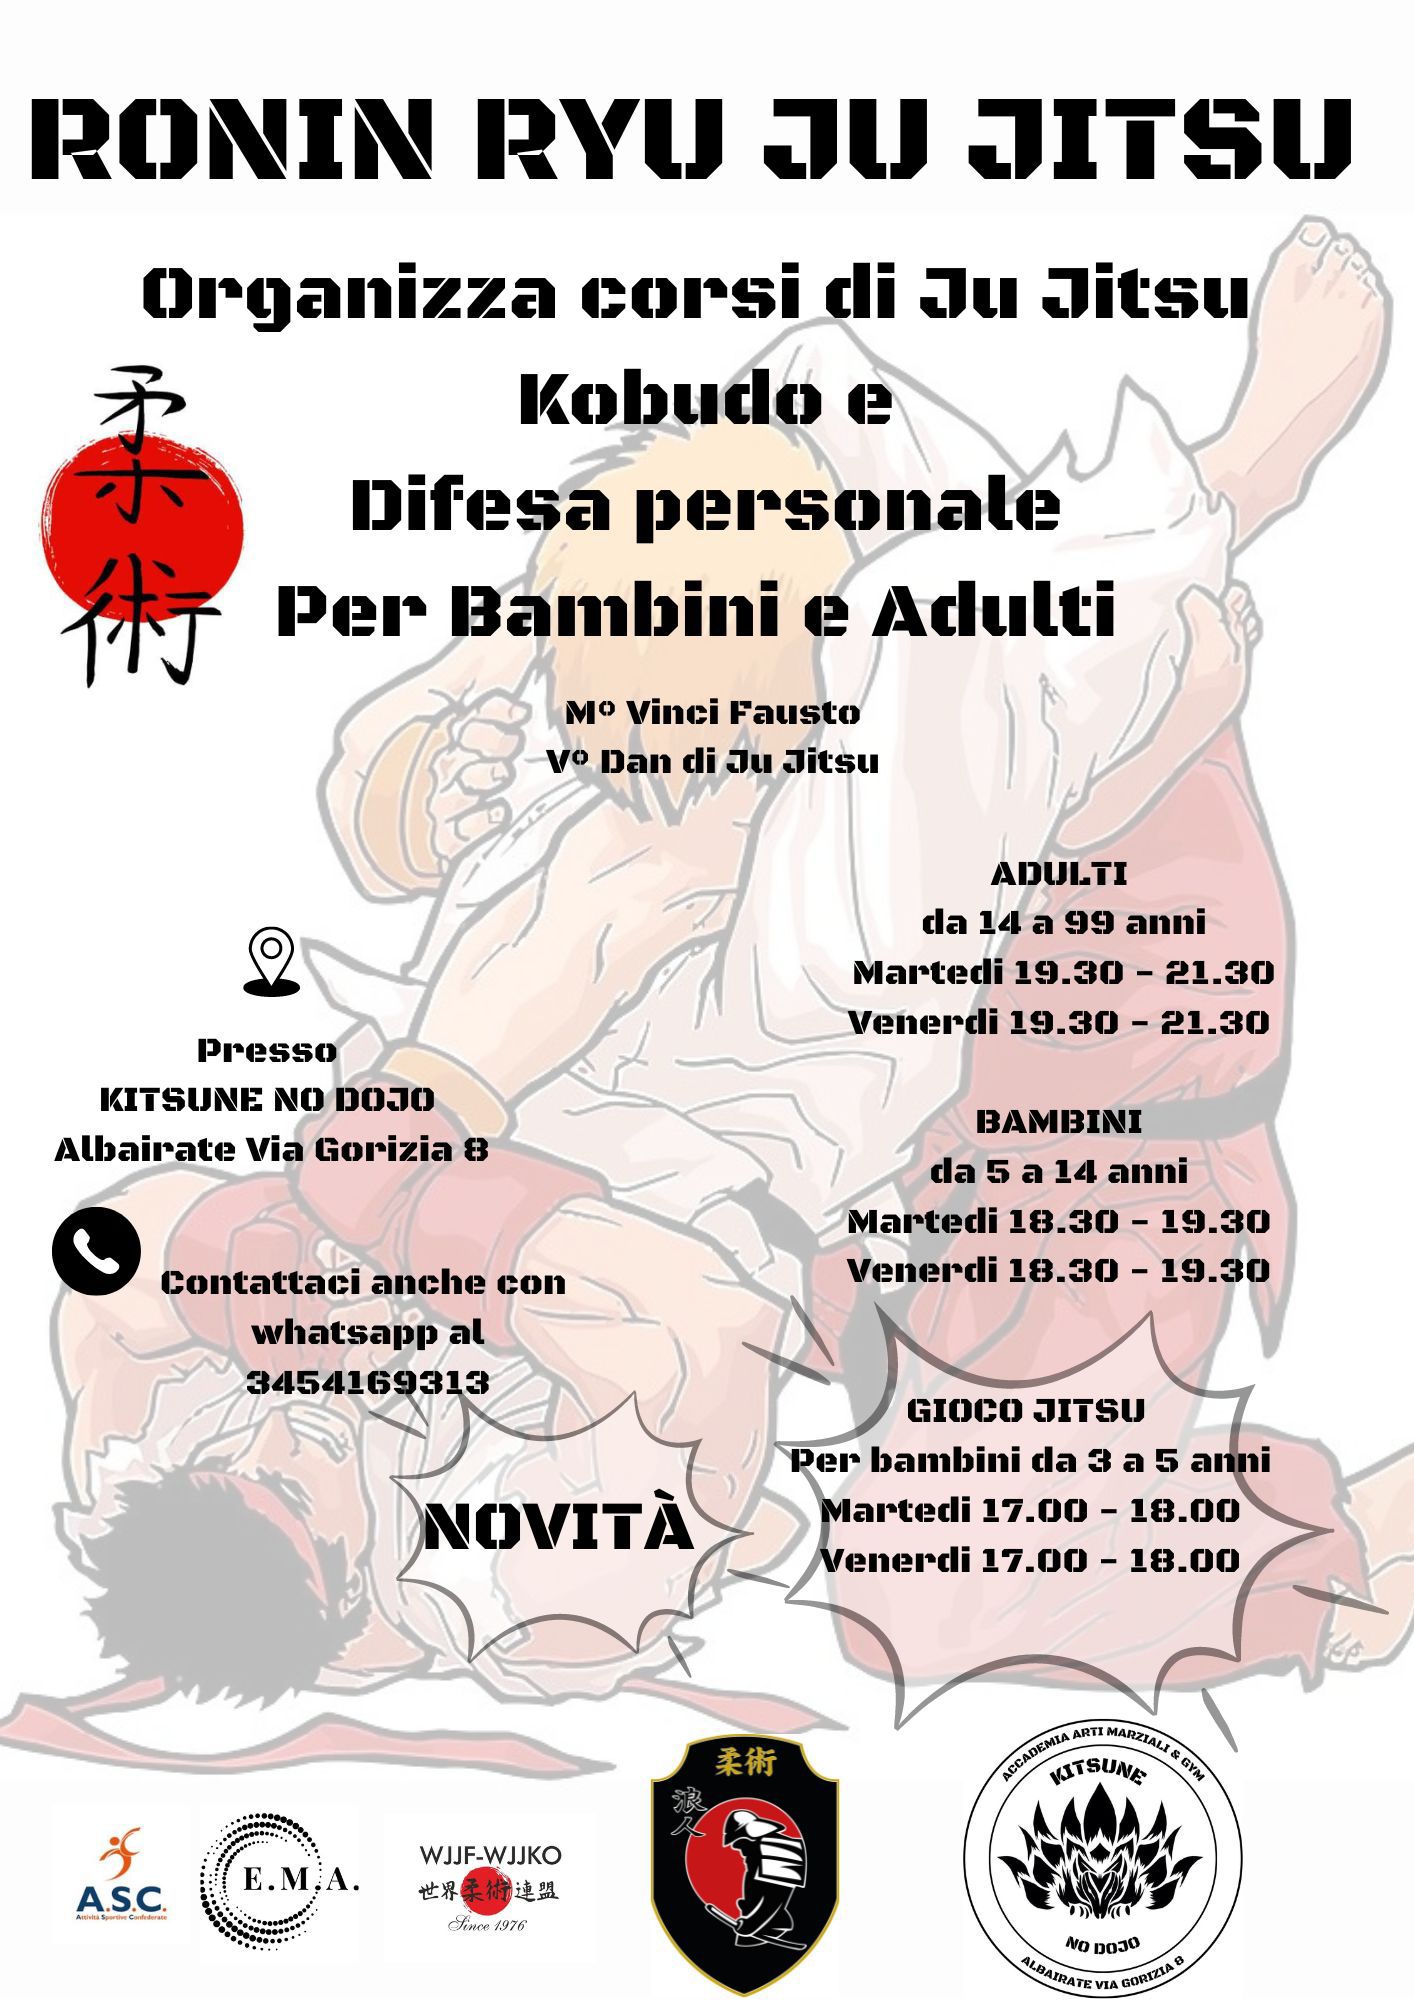 RONIN RYU JU JITSU
Organizza corsi di Ju Jitsu
Kobudo e
Difesa personale
Per Bambini e Adulti
柔
術
Mº Vinci Fausto
Vº Dan di Ju Jitsu
ADULTI
da 14 a 99 anni
Martedi 19.30 - 21.30
Venerdi 19.30 - 21.30
Presso
KITSUNE NO DOJO
Albairate Via Gorizia 8
BAMBINI
da 5 a 14 anni
Martedi 18.30 - 19.30
Venerdi 18.30 - 19.30
Contattaci anche con
whatsapp al
3454169313
NOVITÀ
GIOCO JITSU
Per bambini da 3 a 5 anni
Martedi 17.00 - 18.00
Venerdi 17.00 - 18.00
A.S.C.
Attività Sportive Confederate
E.M.A.
WJJF-WJJKO
世界柔術連盟
Since 1976
柔術
浪
人
ACCADEMIA ARTI MARZIALI & GYM
KITSUNE
NO DOJO
ALBAIRATE VIA GORIZIA 8